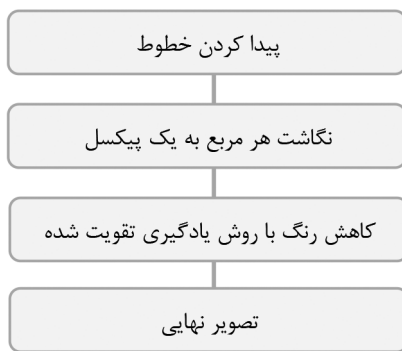 پیدا کردن خطوط
نگاشت هر مربع به یک پیکسل
کاهش رنگ با روش یادگیری تقویت شده
تصویر نهایی